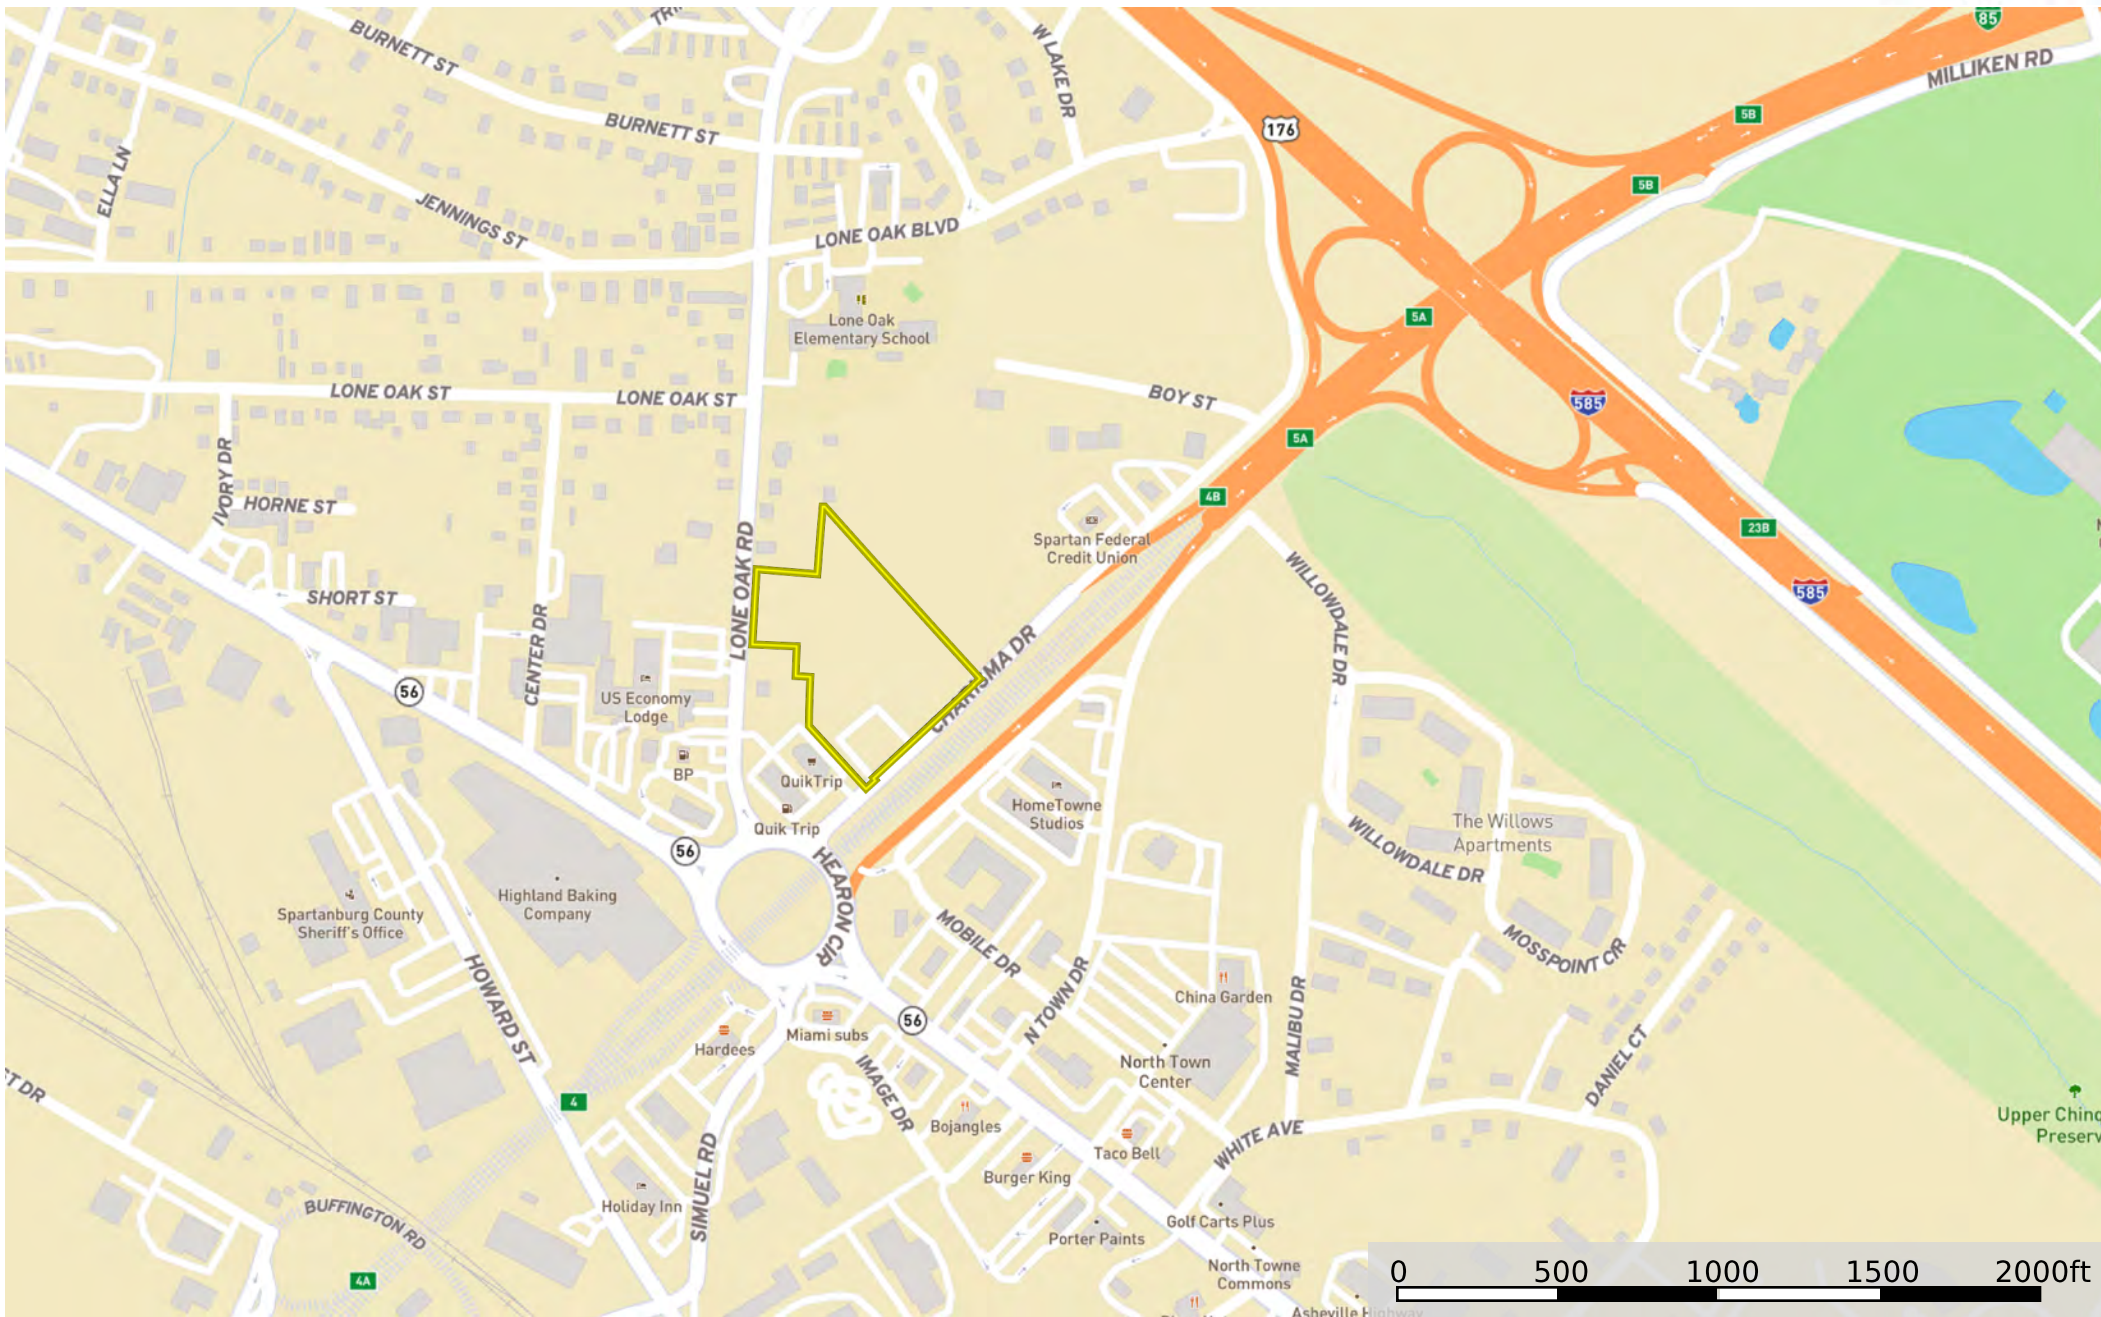 BURNETT ST
W LAKE DR
85
MILLIKEN RD
5B
176
BURNETT ST
ELLA LN
5B
JENNINGS ST
LONE OAK BLVD
Lone Oak
Elementary School
5A
LONE OAK ST
LONE OAK ST
BOY ST
585
5A
IVORY DR
HORNE ST
4B
23B
LONE OAK RD
Spartan Federal
Credit Union
WILLOWDALE DR
585
SHORT ST
CENTER DR
CHARISMA DR
56
US Economy
Lodge
BP
QuikTrip
Quik Trip
HomeTowne
Studios
The Willows
Apartments
WILLOWDALE DR
56
HEARON CIR
Highland Baking
Company
Spartanburg County
Sheriff's Office
MOBILE DR
MOSSPOINT CIR
HOWARD ST
N TOWN DR
China Garden
MALIBU DR
56
Miami subs
Hardees
IMAGE DR
North Town
Center
DANIEL CT
4
ST DR
Bojangles
Taco Bell
WHITE AVE
Upper Chinq
Preserv
Burger King
SIMUEL RD
Holiday Inn
BUFFINGTON RD
Golf Carts Plus
Porter Paints
4A
North Towne
Commons
Asheville Highway
0 500 1000 1500 2000ft